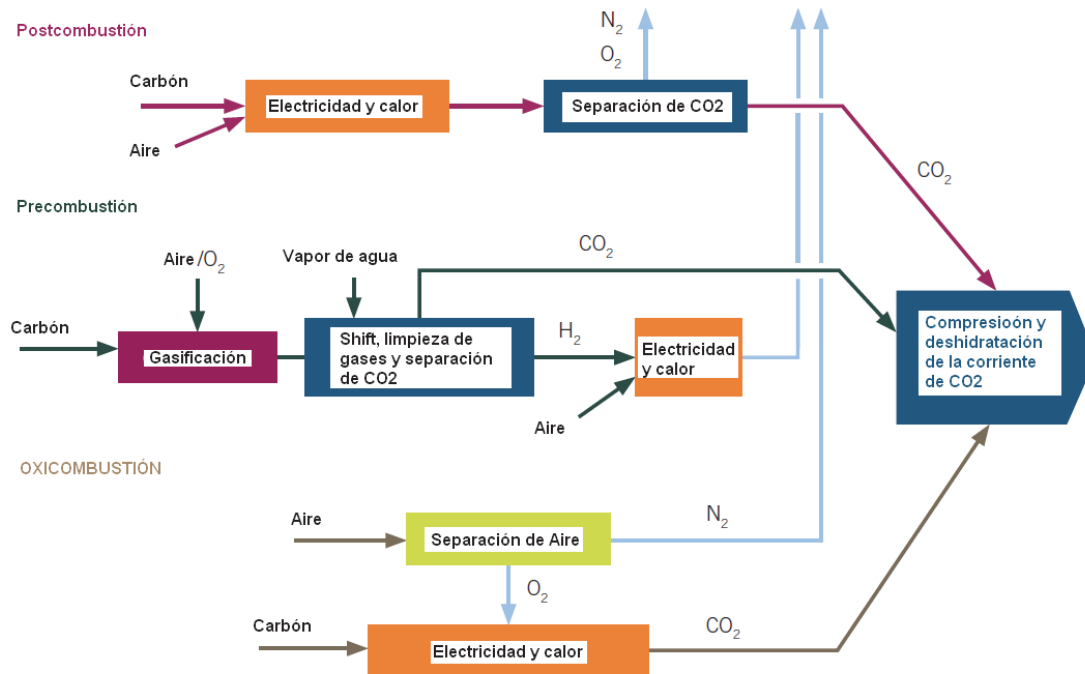 Postcombustión
N2
O2
Carbón
Electricidad y calor
Separación de CO2
Aire
CO2
Precombustión
Aire/O2
Vapor de agua
CO2
Carbón
Gasificación
Shift, limpieza de
gases y separación
de CO2
H2
Electricidad
y calor
Aire
Compresioón y
deshidratación
de la corriente
de CO2
OXICOMBUSTIÓN
Aire
Separación de Aire
N2
O2
Carbón
Electricidad y calor
CO2